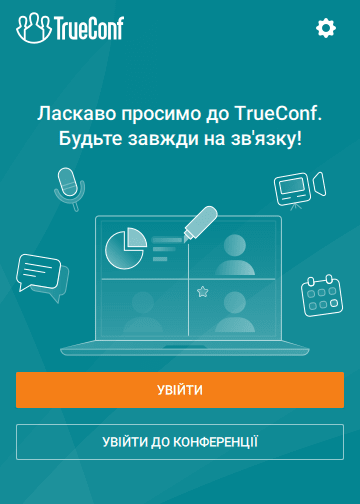 TrueConf
Ласкаво просимо до TrueConf.
Будьте завжди на зв'язку!
УВІЙТИ
УВІЙТИ ДО КОНФЕРЕНЦІЇ